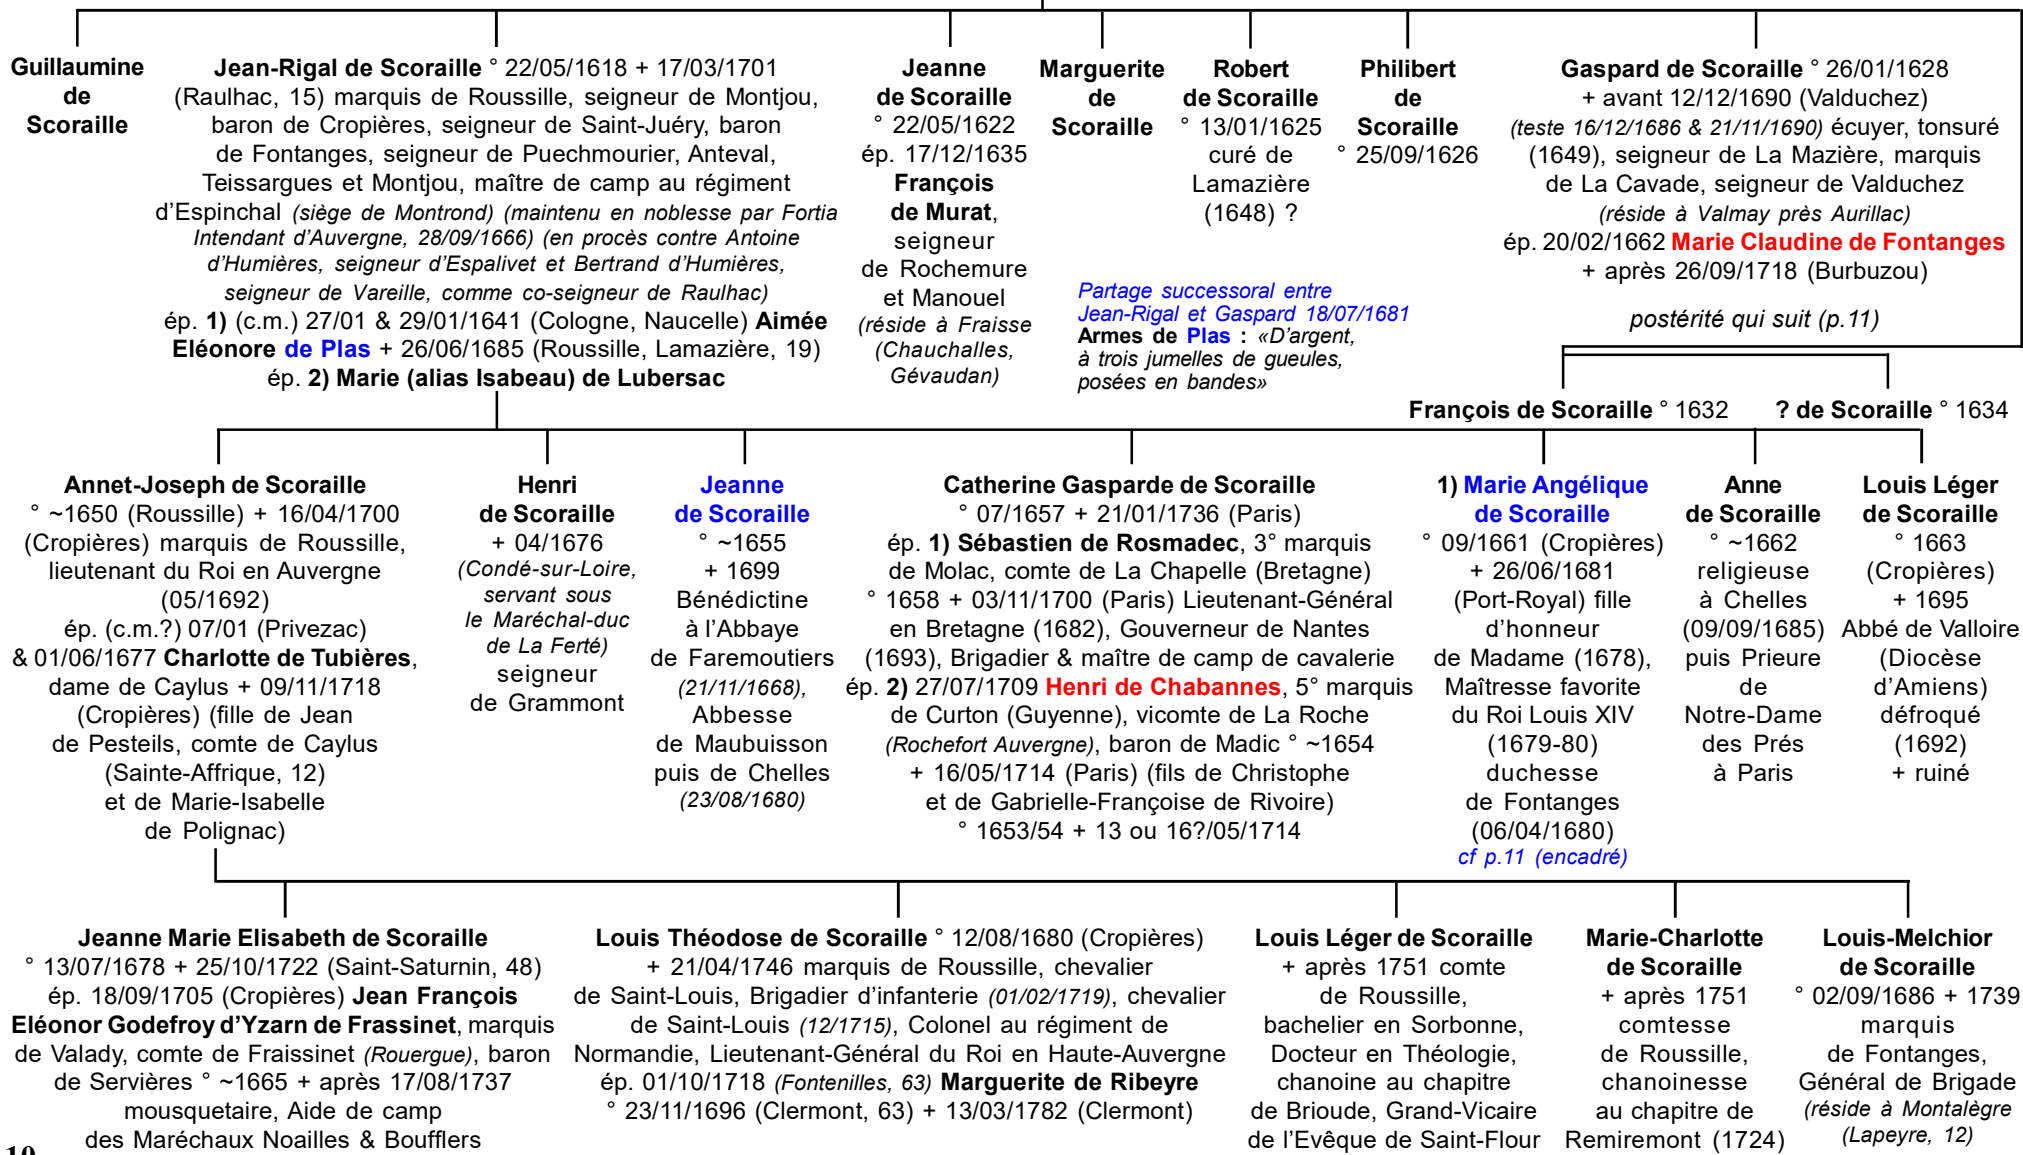 Guillaumine
de
Scoraille
Jean-Rigal de Scoraille ° 22/05/1618 + 17/03/1701
(Raulhac, 15) marquis de Roussille, seigneur de Montjou,
baron de Cropières, seigneur de Saint-Juéry, baron
de Fontanges, seigneur de Puechmourier, Anteval,
Teissargues et Montjou, maître de camp au régiment
d'Espinchal (siège de Montrond) (maintenu en noblesse par Fortia
Intendant d'Auvergne, 28/09/1666) (en procès contre Antoine
d'Humières, seigneur d'Espalivet et Bertrand d'Humières,
seigneur de Vareille, comme co-seigneur de Raulhac)
ép. 1) (c.m.) 27/01 & 29/01/1641 (Cologne, Naucelle) Aimée
Eléonore de Plas + 26/06/1685 (Roussille, Lamazière, 19)
ép. 2) Marie (alias Isabeau) de Lubersac
Jeanne
de Scoraille
° 22/05/1622
ép. 17/12/1635
François
de Murat,
seigneur
de Rochemure
et Manouel
(réside à Fraisse
(Chauchalles,
Gévaudan)
Marguerite
de
Scoraille
Robert
de Scoraille
° 13/01/1625
curé de
Lamazière
(1648) ?
Philibert
de
Scoraille
° 25/09/1626
Gaspard de Scoraille ° 26/01/1628
+ avant 12/12/1690 (Valduchez)
(teste 16/12/1686 & 21/11/1690) écuyer, tonsuré
(1649), seigneur de La Mazière, marquis
de La Cavade, seigneur de Valduchez
(réside à Valmay près Aurillac)
ép. 20/02/1662 Marie Claudine de Fontanges
+ après 26/09/1718 (Burbuzou)
postérité qui suit (p.11)
Partage successoral entre
Jean-Rigal et Gaspard 18/07/1681
Armes de Plas : «D'argent,
à trois jumelles de gueules,
posées en bandes»
François de Scoraille ° 1632
? de Scoraille ° 1634
Annet-Joseph de Scoraille
° ~1650 (Roussille) + 16/04/1700
(Cropières) marquis de Roussille,
lieutenant du Roi en Auvergne
(05/1692)
ép. (c.m.?) 07/01 (Privezac)
& 01/06/1677 Charlotte de Tubières,
dame de Caylus + 09/11/1718
(Cropières) (fille de Jean
de Pesteils, comte de Caylus
(Sainte-Affrique, 12)
et de Marie-Isabelle
de Polignac)
Henri
de Scoraille
+ 04/1676
(Condé-sur-Loire,
servant sous
le Maréchal-duc
de La Ferté)
seigneur
de Grammont
Jeanne
de Scoraille
° ~1655
+ 1699
Bénédictine
à l'Abbaye
de Faremoutiers
(21/11/1668),
Abbesse
de Maubuisson
puis de Chelles
(23/08/1680)
Catherine Gasparde de Scoraille
° 07/1657 + 21/01/1736 (Paris)
ép. 1) Sébastien de Rosmadec, 3° marquis
de Molac, comte de La Chapelle (Bretagne)
° 1658 + 03/11/1700 (Paris) Lieutenant-Général
en Bretagne (1682), Gouverneur de Nantes
(1693), Brigadier & maître de camp de cavalerie
ép. 2) 27/07/1709 Henri de Chabannes, 5° marquis
de Curton (Guyenne), vicomte de La Roche
(Rochefort Auvergne), baron de Madic ° ~1654
+ 16/05/1714 (Paris) (fils de Christophe
et de Gabrielle-Françoise de Rivoire)
° 1653/54 + 13 ou 16?/05/1714
1) Marie Angélique
de Scoraille
° 09/1661 (Cropières)
+ 26/06/1681
(Port-Royal) fille
d'honneur
de Madame (1678),
Maîtresse favorite
du Roi Louis XIV
(1679-80)
duchesse
de Fontanges
(06/04/1680)
cf p.11 (encadré)
Anne
de Scoraille
° ~1662
religieuse
à Chelles
(09/09/1685)
puis Prieure
de
Notre-Dame
des Prés
à Paris
Louis Léger
de Scoraille
° 1663
(Cropières)
+ 1695
Abbé de Valloire
(Diocèse
d'Amiens)
défroqué
(1692)
+ ruiné
Jeanne Marie Elisabeth de Scoraille
° 13/07/1678 + 25/10/1722 (Saint-Saturnin, 48)
ép. 18/09/1705 (Cropières) Jean François
Eléonor Godefroy d'Yzarn de Frassinet, marquis
de Valady, comte de Fraissinet (Rouergue), baron
de Servières ° ~1665 + après 17/08/1737
mousquetaire, Aide de camp
des Maréchaux Noailles & Boufflers
Louis Théodose de Scoraille ° 12/08/1680 (Cropières)
+ 21/04/1746 marquis de Roussille, chevalier
de Saint-Louis, Brigadier d'infanterie (01/02/1719), chevalier
de Saint-Louis (12/1715), Colonel au régiment de
Normandie, Lieutenant-Général du Roi en Haute-Auvergne
ép. 01/10/1718 (Fontenilles, 63) Marguerite de Ribeyre
° 23/11/1696 (Clermont, 63) + 13/03/1782 (Clermont)
Louis Léger de Scoraille
+ après 1751 comte
de Roussille,
bachelier en Sorbonne,
Docteur en Théologie,
chanoine au chapitre
de Brioude, Grand-Vicaire
de l'Evêque de Saint-Flour
Marie-Charlotte
de Scoraille
+ après 1751
comtesse
de Roussille,
chanoinesse
au chapitre de
Remiremont (1724)
Louis-Melchior
de Scoraille
° 02/09/1686 + 1739
marquis
de Fontanges,
Général de Brigade
(réside à Montalègre
(Lapeyre, 12)
10